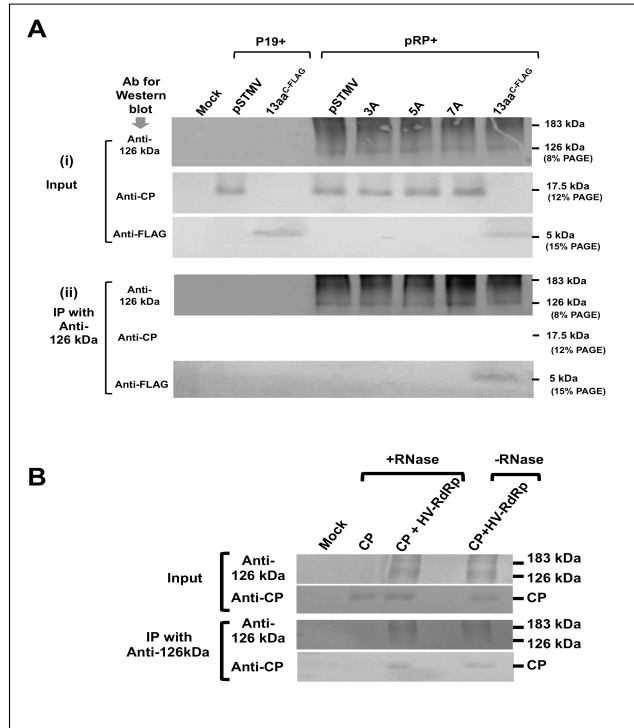 A
P19+ pRP+
Ab for
Western
blot
Mock pSTMV 13aaC-FLAG pSTMV 3A 5A 7A 13aaC-FLAG
(i)
Input
Anti-
126 kDa
183 kDa
126 kDa
(8% PAGE)
Anti-CP
17.5 kDa
(12% PAGE)
Anti-FLAG
5 kDa
(15% PAGE)
(ii)
IP with
Anti-
126 kDa
Anti-
126 kDa
183 kDa
126 kDa
(8% PAGE)
Anti-CP
17.5 kDa
(12% PAGE)
Anti-FLAG
5 kDa
(15% PAGE)
B
+RNase -RNase
Mock CP CP + HV-RdRp CP+HV-RdRp
Input
Anti-
126 kDa
183 kDa
126 kDa
Anti-CP CP
IP with
Anti-126kDa
Anti-
126 kDa
183 kDa
126 kDa
Anti-CP CP